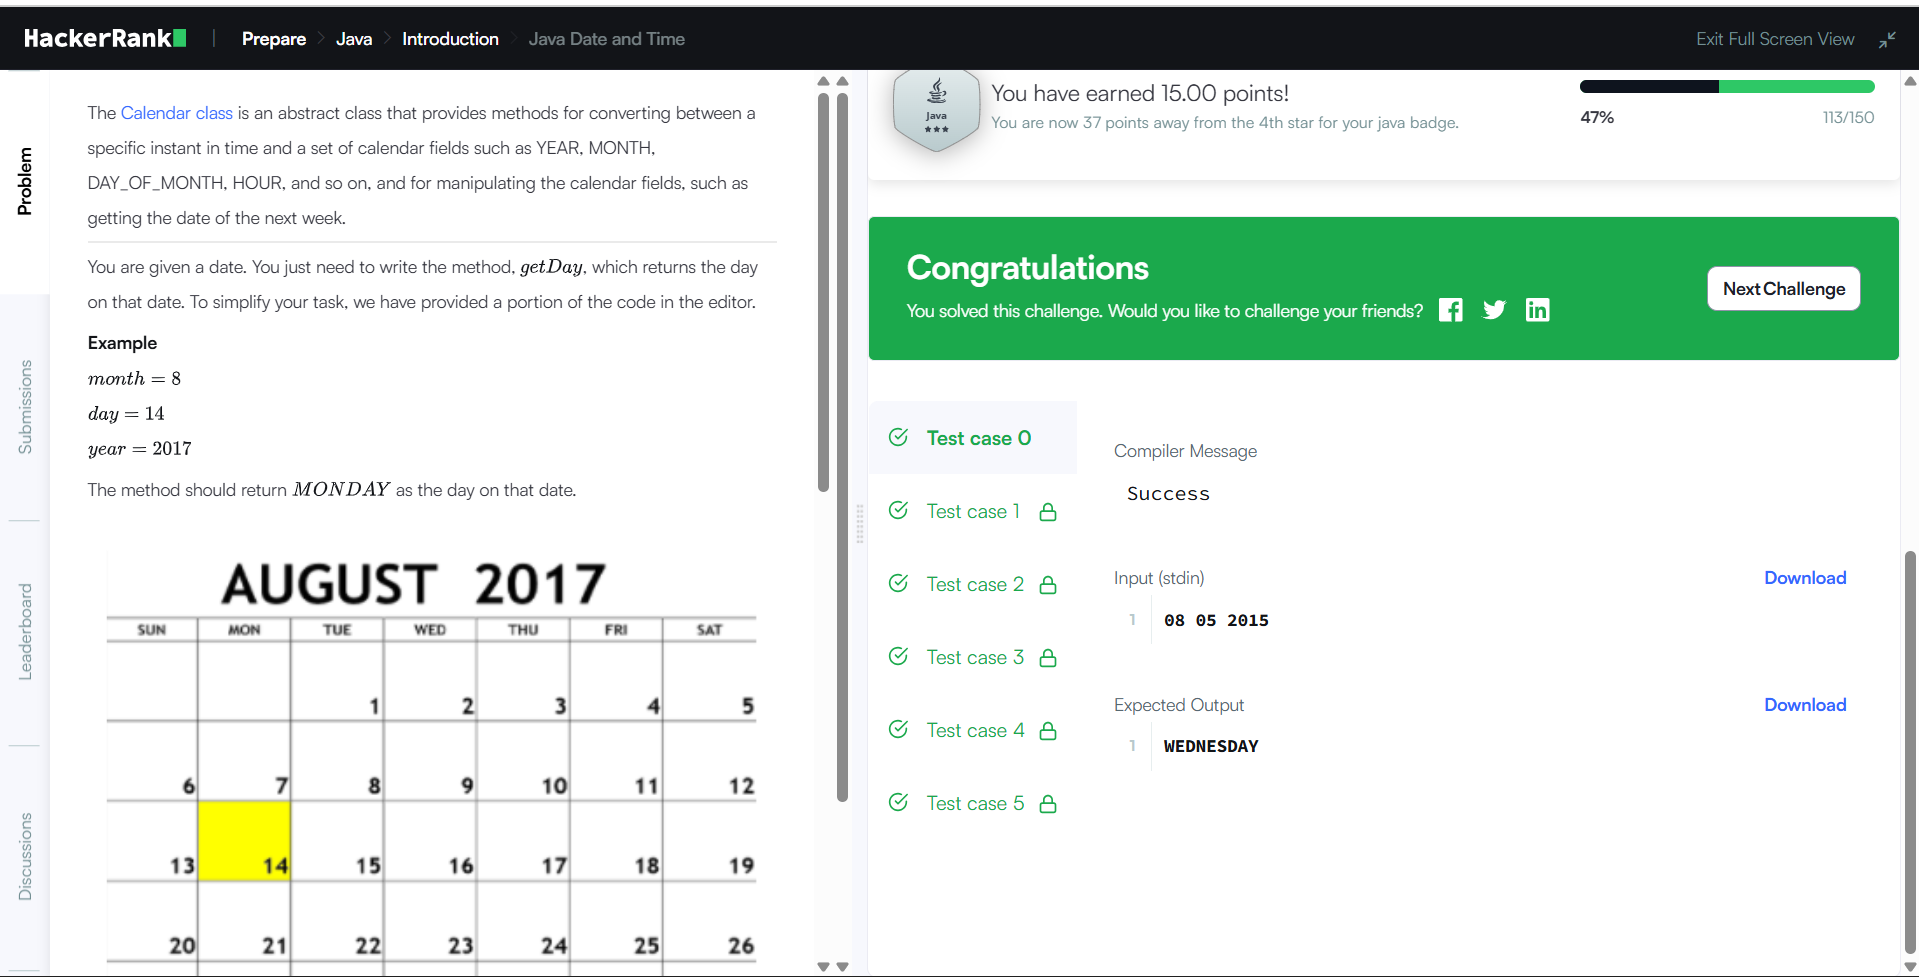 HackerRank
Prepare
Java
Introduction
Java Date and Time
Exit Full Screen View
Problem
Submissions
Leaderboard
Discussions
The Calendar class is an abstract class that provides methods for converting between a
specific instant in time and a set of calendar fields such as YEAR, MONTH,
DAY_OF_MONTH, HOUR, and so on, and for manipulating the calendar fields, such as
getting the date of the next week.
You are given a date. You just need to write the method, getDay, which returns the day
on that date. To simplify your task, we have provided a portion of the code in the editor.
Example
month = 8
day = 14
year = 2017
The method should return MONDAY as the day on that date.
AUGUST 2017
SUN MON TUE WED THU FRI SAT
1 2 3 4 5
6 7 8 9 10 11 12
13 14 15 16 17 18 19
20 21 22 23 24 25 26
Java
You have earned 15.00 points!
You are now 37 points away from the 4th star for your java badge.
47%
113/150
Congratulations
You solved this challenge. Would you like to challenge your friends?
Next Challenge
Test case 0
Test case 1
Test case 2
Test case 3
Test case 4
Test case 5
Compiler Message
Success
Input (stdin)
Download
1 08 05 2015
Expected Output
Download
1 WEDNESDAY